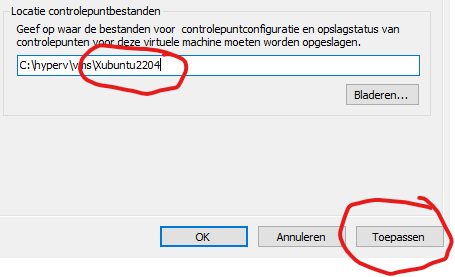 Locatie controlepuntbestanden
Geef op waar de bestanden voor controlepuntconfiguratie en opslagstatus van
controlepunten voor deze virtuele machine moeten worden opgeslagen.
C:\hyperv\vms\Xubuntu2204
Bladeren...
OK
Annuleren
Toepassen